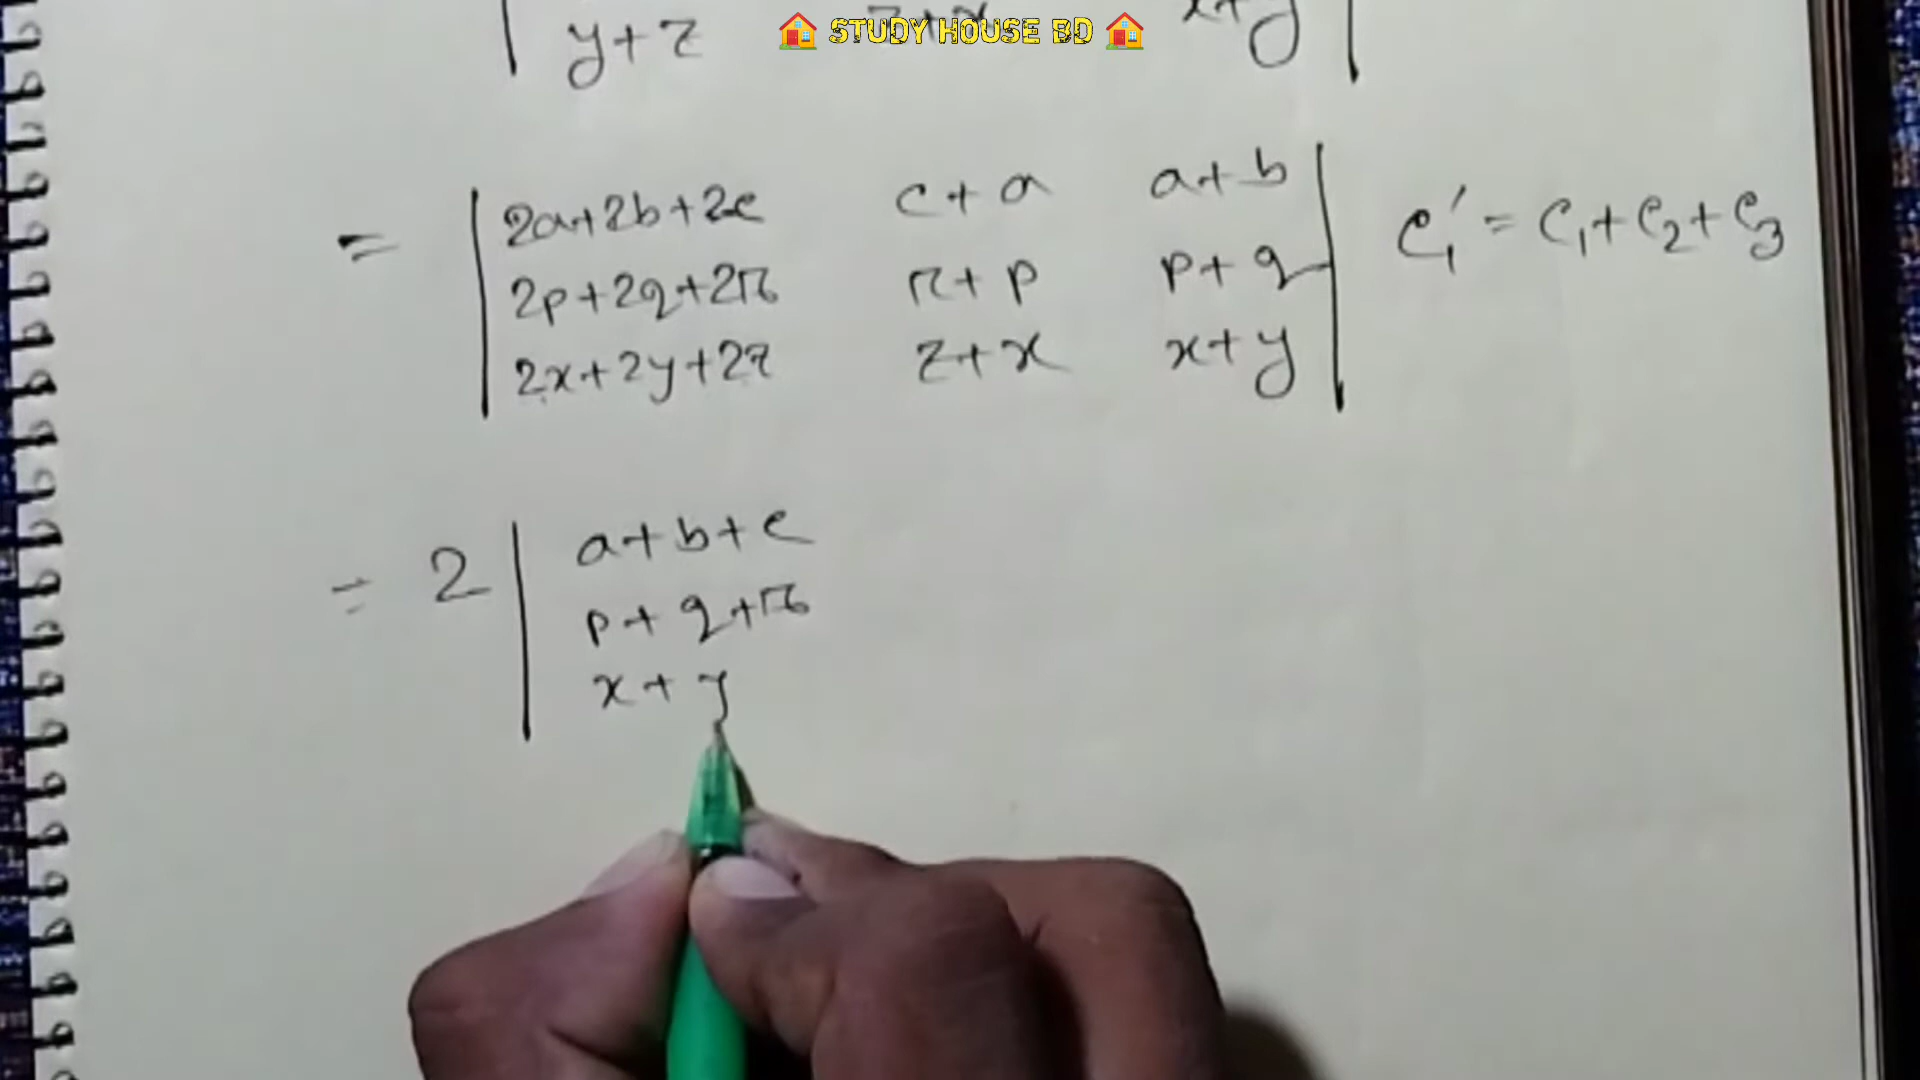 🏠 STUDY HOUSE BD 🏠
y+z z+x x+y
= | 2a+2b+2c c+a a+b | C₁′ = C₁+C₂+C₃
2p+2q+2r r+p p+q
2x+2y+2z z+x x+y
= 2 | a+b+c
p+q+r
x+y